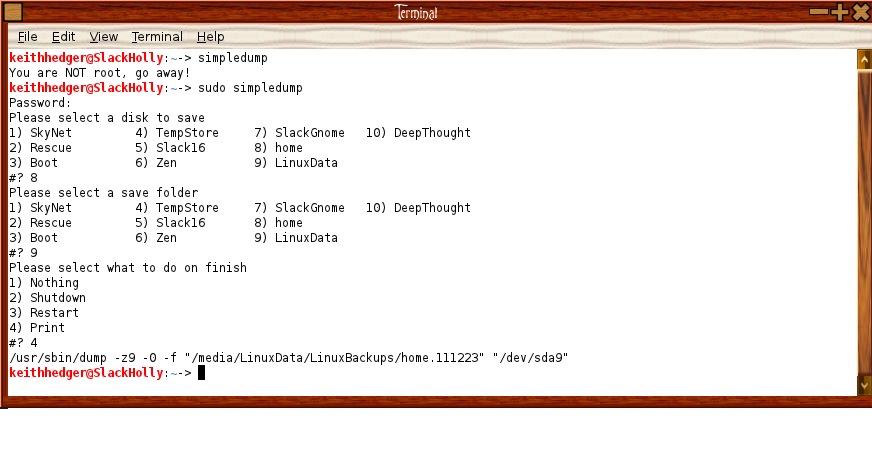 Terminal
File Edit View Terminal Help
keithhedger@SlackHolly:~-> simpledump
You are NOT root, go away!
keithhedger@SlackHolly:~-> sudo simpledump
Password:
Please select a disk to save
1) SkyNet         4) TempStore     7) SlackGnome   10) DeepThought
2) Rescue         5) Slack16       8) home
3) Boot           6) Zen           9) LinuxData
#? 8
Please select a save folder
1) SkyNet         4) TempStore     7) SlackGnome   10) DeepThought
2) Rescue         5) Slack16       8) home
3) Boot           6) Zen           9) LinuxData
#? 9
Please select what to do on finish
1) Nothing
2) Shutdown
3) Restart
4) Print
#? 4
/usr/sbin/dump -z9 -0 -f "/media/LinuxData/LinuxBackups/home.111223" "/dev/sda9"
keithhedger@SlackHolly:~->